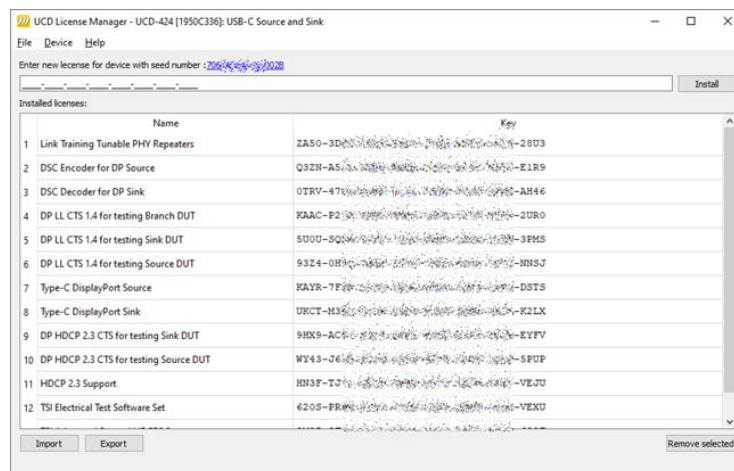 UCD License Manager - UCD-424 [1950C336]: USB-C Source and Sink
File Device Help
Enter new lecense for device with seed number :
Install
Installed licenses:
Name Key
1 Link Training Tunable PHY Repeaters ZA50-3D -28U3
2 DSC Encoder for DP Source Q3ZN-A5 -E1R9
3 DSC Decoder for DP Sink 0TRV-47 -AH46
4 DP LL CTS 1.4 for testing Branch DUT KAAC-P2 -2UR0
5 DP LL CTS 1.4 for testing Sink DUT 5U0U-SQ -3PMS
6 DP LL CTS 1.4 for testing Source DUT 93Z4-0H -NNSJ
7 Type-C DisplayPort Source KAYR-7F -DSTS
8 Type-C DisplayPort Sink UKCT-M3 -K2LX
9 DP HDCP 2.3 CTS for testing Sink DUT 9HX9-AC -EYFV
10 DP HDCP 2.3 CTS for testing Source DUT WY43-J6 -5PUP
11 HDCP 2.3 Support HN3F-TJ -VEJU
12 TSI Electrical Test Software Set 620S-PR -VEXU
Import Export Remove selected